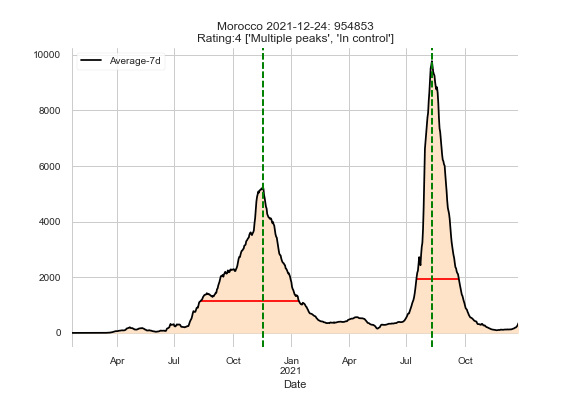 Morocco 2021-12-24: 954853
Rating:4 ['Multiple peaks', 'In control']
Average-7d
10000
8000
6000
4000
2000
0
Apr Jul Oct Jan Apr Jul Oct
2021
Date